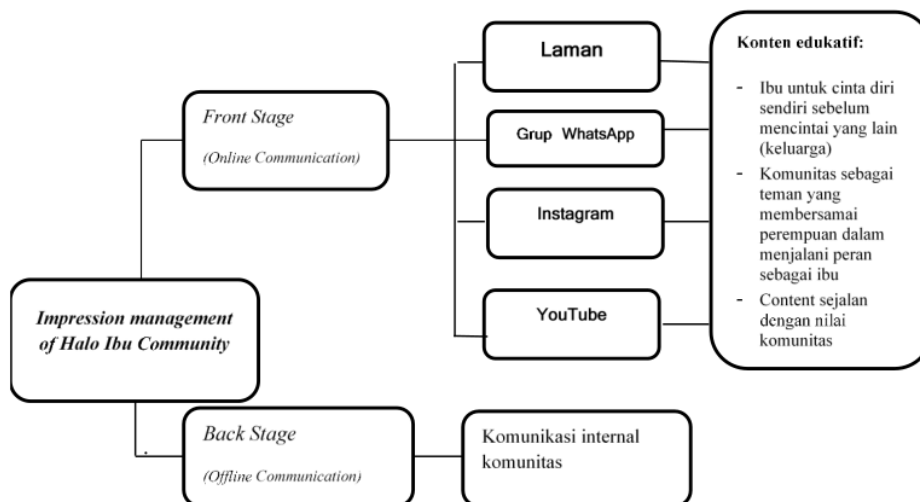 Impression management
of Halo Ibu Community
Front Stage
(Online Communication)
Laman
Grup WhatsApp
Instagram
YouTube
Konten edukatif:
- Ibu untuk cinta diri
sendiri sebelum
mencintai yang lain
(keluarga)
- Komunitas sebagai
teman yang
membersamai
perempuan dalam
menjalani peran
sebagai ibu
- Content sejalan
dengan nilai
komunitas
Back Stage
(Offline Communication)
Komunikasi internal
komunitas